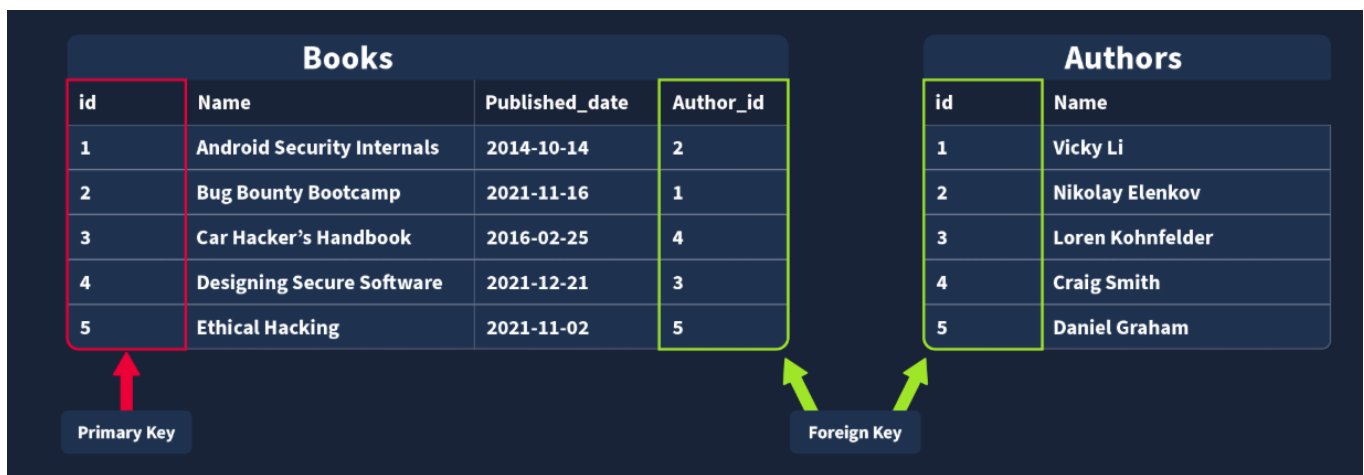 Books
id Name Published_date Author_id
1 Android Security Internals 2014-10-14 2
2 Bug Bounty Bootcamp 2021-11-16 1
3 Car Hacker’s Handbook 2016-02-25 4
4 Designing Secure Software 2021-12-21 3
5 Ethical Hacking 2021-11-02 5
Authors
id Name
1 Vicky Li
2 Nikolay Elenkov
3 Loren Kohnfelder
4 Craig Smith
5 Daniel Graham
Primary Key
Foreign Key